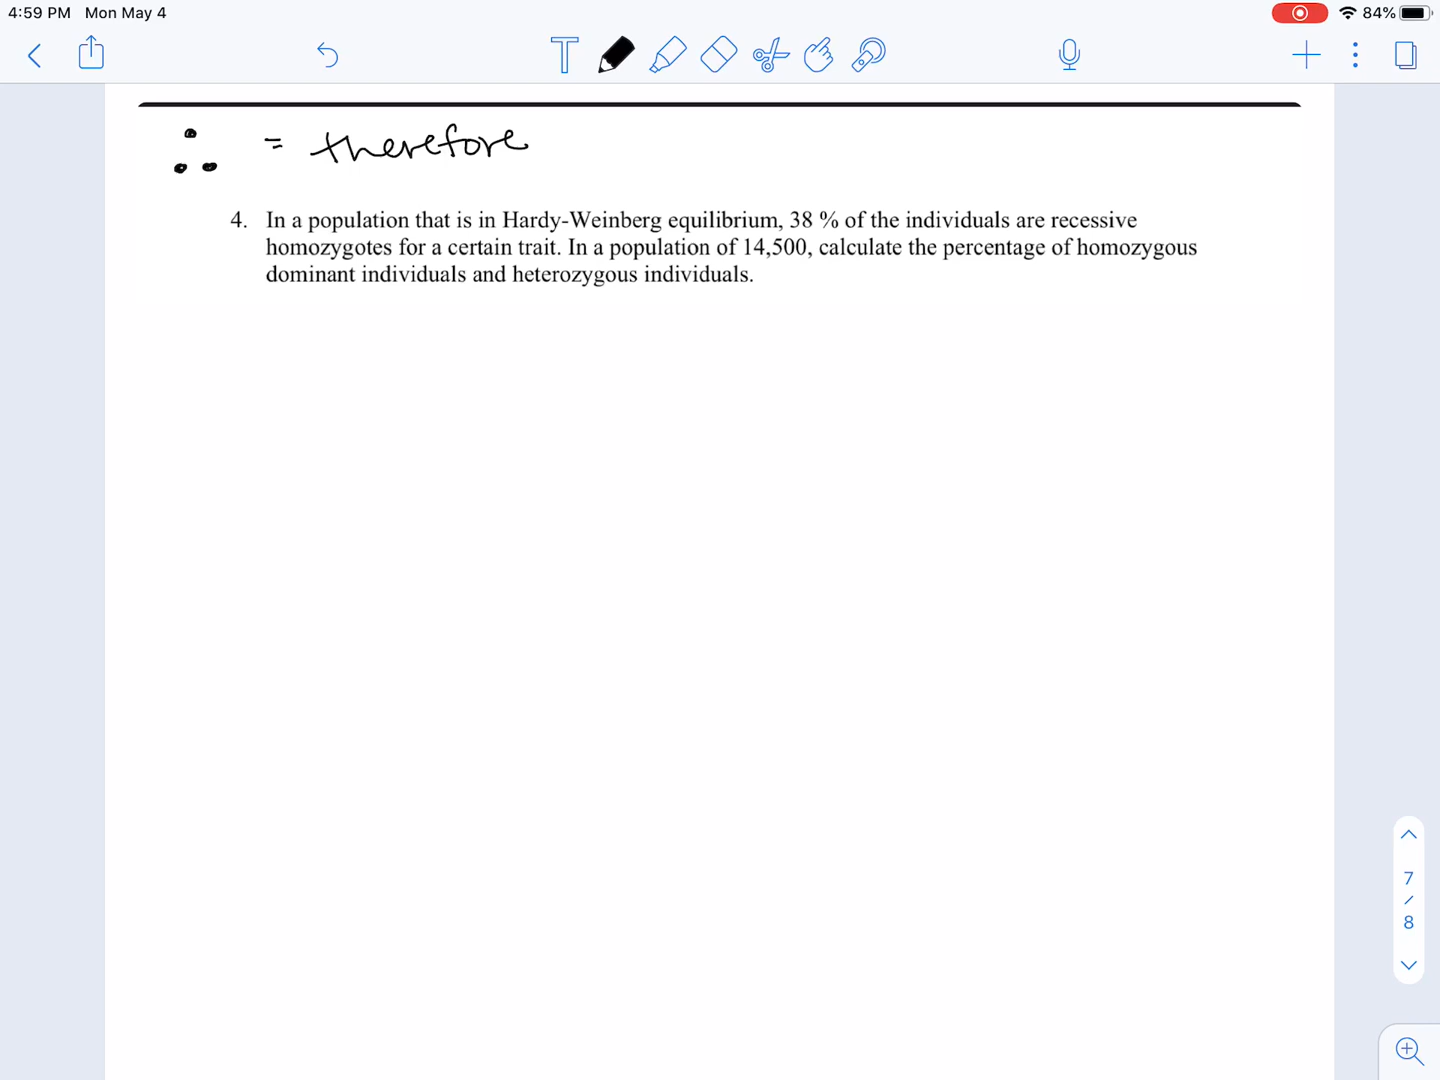 4:59 PM Mon May 4
84%
T
∴ = therefore
4. In a population that is in Hardy-Weinberg equilibrium, 38 % of the individuals are recessive
homozygotes for a certain trait. In a population of 14,500, calculate the percentage of homozygous
dominant individuals and heterozygous individuals.
7
/
8